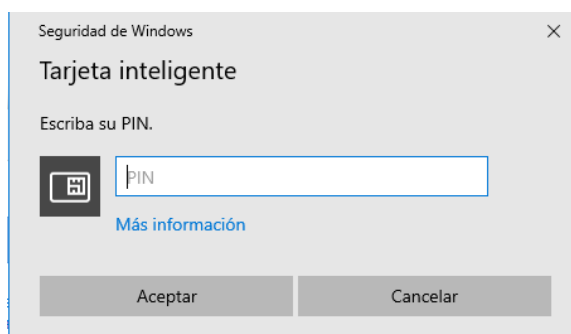 Seguridad de Windows
Tarjeta inteligente
Escriba su PIN.
PIN
Más información
Aceptar
Cancelar